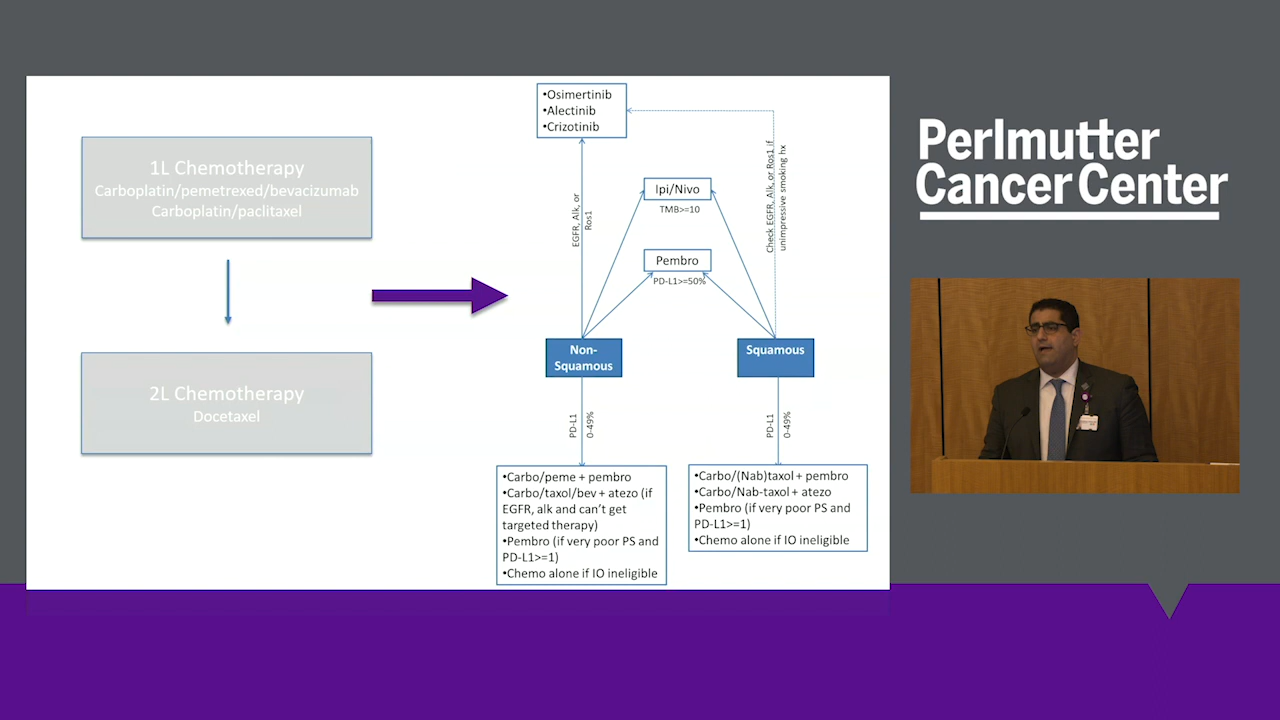 1L Chemotherapy
Carboplatin/pemetrexed/bevacizumab
Carboplatin/paclitaxel
2L Chemotherapy
Docetaxel
•Osimertinib
•Alectinib
•Crizotinib
EGFR, Alk, or
Ros1
Ipi/Nivo
TMB>=10
Pembro
PD-L1>=50%
Check EGFR, Alk, or Ros1 if
unimpressive smoking hx
Non-
Squamous
Squamous
PD-L1
0-49%
PD-L1
0-49%
•Carbo/peme + pembro
•Carbo/taxol/bev + atezo (if
EGFR, alk and can't get
targeted therapy)
•Pembro (if very poor PS and
PD-L1>=1)
•Chemo alone if IO ineligible
•Carbo/(Nab)taxol + pembro
•Carbo/Nab-taxol + atezo
•Pembro (if very poor PS and
PD-L1>=1)
•Chemo alone if IO ineligible
Perlmutter
Cancer Center